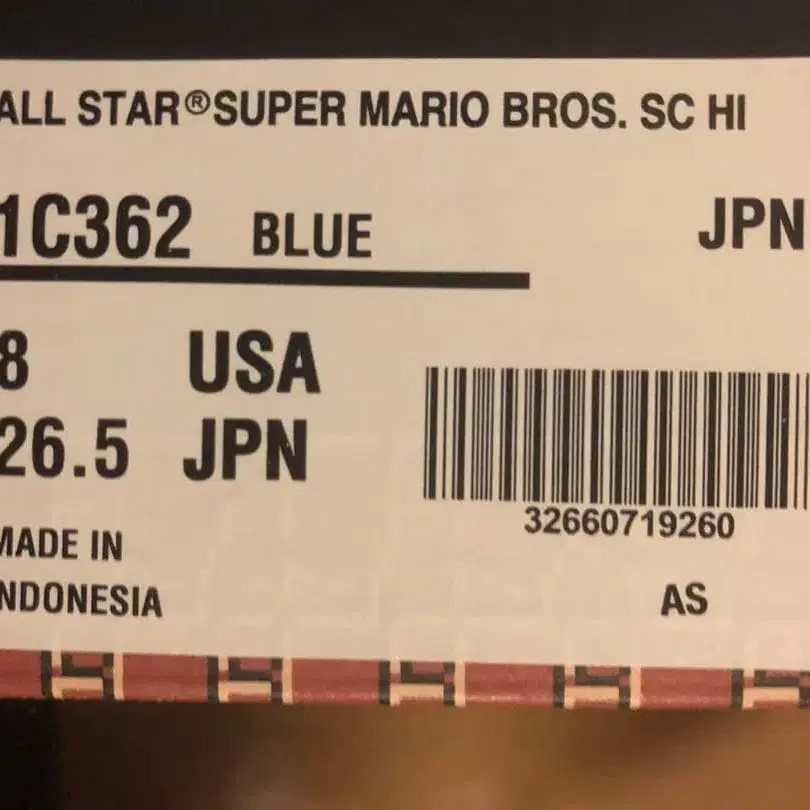 ALL STAR®SUPER MARIO BROS. SC HI
1C362 BLUE JPN
8 USA
26.5 JPN
32660719260
MADE IN
INDONESIA
AS